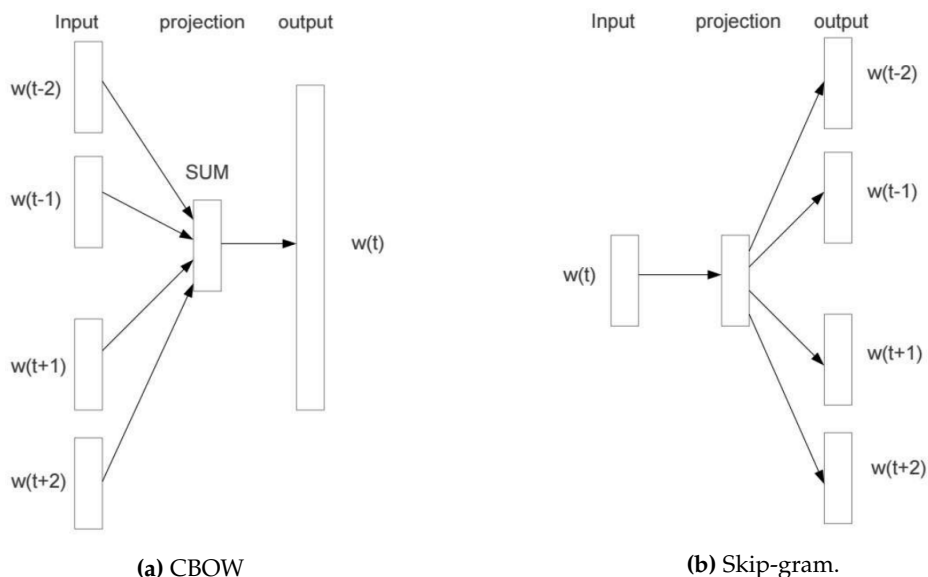 Input projection output
w(t-2)
w(t-1)
SUM
w(t)
w(t+1)
w(t+2)
(a) CBOW
Input projection output
w(t-2)
w(t-1)
w(t)
w(t+1)
w(t+2)
(b) Skip-gram.